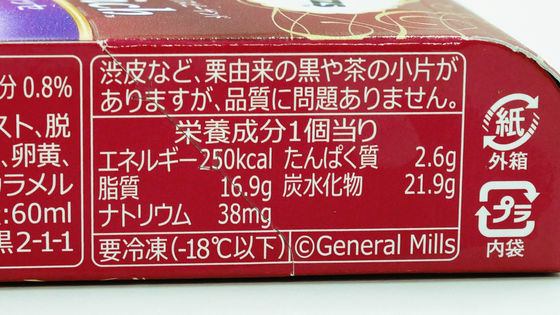 Rich
分 0.8%
スト、脱
、卵黄、
ラメル
:60ml
黒2-1-1
渋皮など、栗由来の黒や茶の小片が
ありますが、品質に問題ありません。
栄養成分1個当り
エネルギー250kcal たんぱく質 2.6g
脂質 16.9g 炭水化物 21.9g
ナトリウム 38mg
要冷凍(-18℃以下) ©General Mills
紙
外箱
プラ
内袋